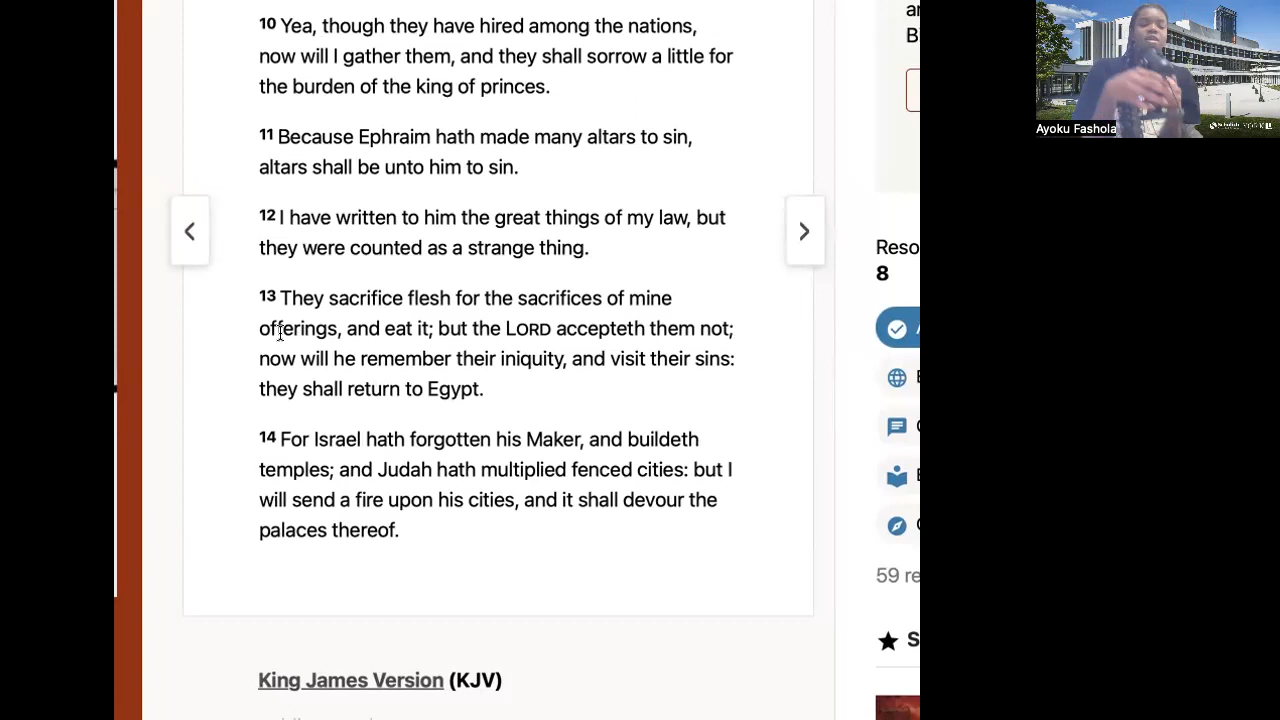 10 Yea, though they have hired among the nations,
now will I gather them, and they shall sorrow a little for
the burden of the king of princes.
11 Because Ephraim hath made many altars to sin,
altars shall be unto him to sin.
12 I have written to him the great things of my law, but
they were counted as a strange thing.
13 They sacrifice flesh for the sacrifices of mine
offerings, and eat it; but the LORD accepteth them not;
now will he remember their iniquity, and visit their sins:
they shall return to Egypt.
14 For Israel hath forgotten his Maker, and buildeth
temples; and Judah hath multiplied fenced cities: but I
will send a fire upon his cities, and it shall devour the
palaces thereof.
King James Version (KJV)
B
Reso
8
59 re
S
Ayoku Fashola